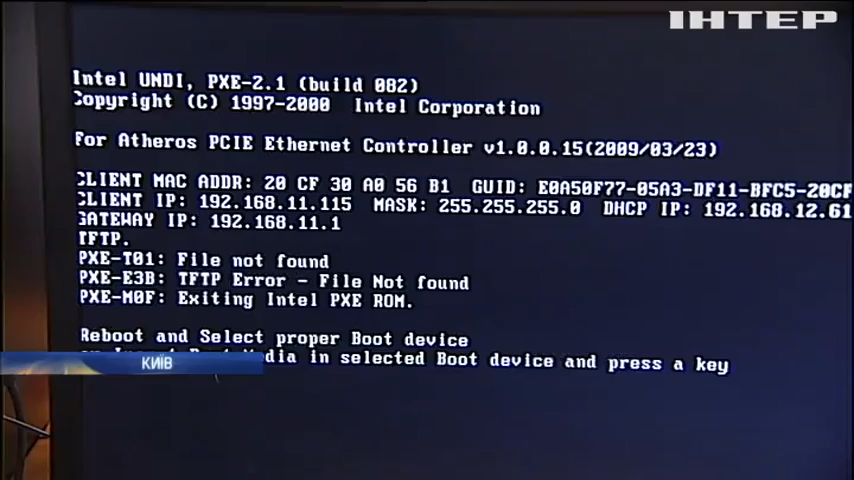 ІНТЕР
Intel UNDI, PXE-2.1 (build 082)
Copyright (C) 1997-2000 Intel Corporation
For Atheros PCIE Ethernet Controller v1.0.0.15(2009/03/23)
CLIENT MAC ADDR: 20 CF 30 A0 56 B1 GUID: E0A50F77-05A3-DF11-BFC5-20CF
CLIENT IP: 192.168.11.115 MASK: 255.255.255.0 DHCP IP: 192.168.12.61
GATEWAY IP: 192.168.11.1
TFTP.
PXE-T01: File not found
PXE-E3B: TFTP Error - File Not found
PXE-M0F: Exiting Intel PXE ROM.
Reboot and Select proper Boot device
in selected Boot device and press a key
КИЇВ